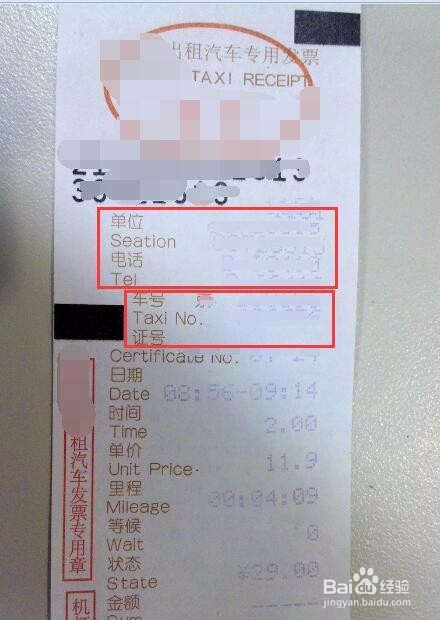 出租汽车专用发票
TAXI RECEIPT
单位
Seation
电话
Tel
车号 京
Taxi No.
证号
Certificate No.
日期
Date 08:56-09:14
时间
Time 2.00
单价
Unit Price. 11.9
里程
Mileage 00:04:09
等候
Wait 0
状态
State ¥29.00
金额
租汽车发票专用章
机
Baidu经验
jingyan.baidu.com